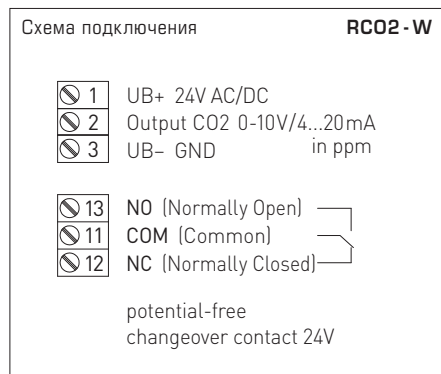 Схема подключения RCO2-W
1 UB+ 24V AC/DC
2 Output CO2 0-10V/4...20mA
3 UB– GND in ppm
13 NO (Normally Open)
11 COM (Common)
12 NC (Normally Closed)
potential-free
changeover contact 24V